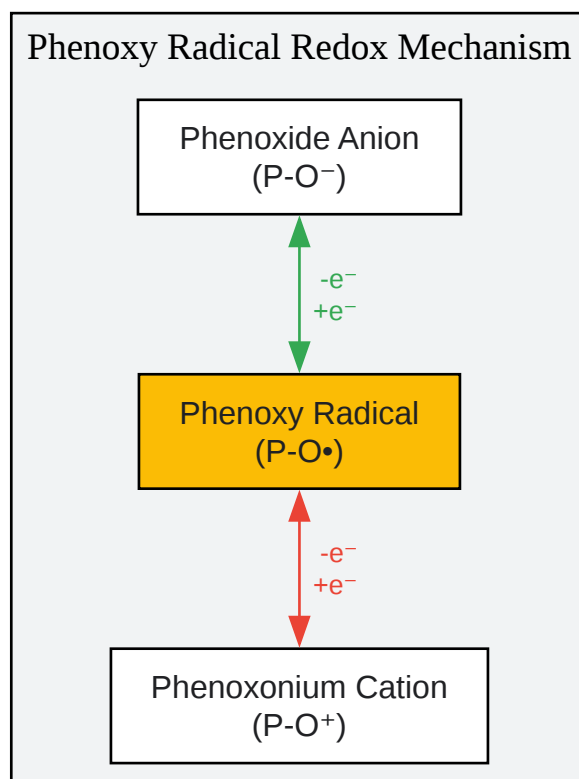 Phenoxy Radical Redox Mechanism
Phenoxide Anion
(P-O⁻)
-e⁻
+e⁻
Phenoxy Radical
(P-O•)
-e⁻
+e⁻
Phenoxonium Cation
(P-O⁺)